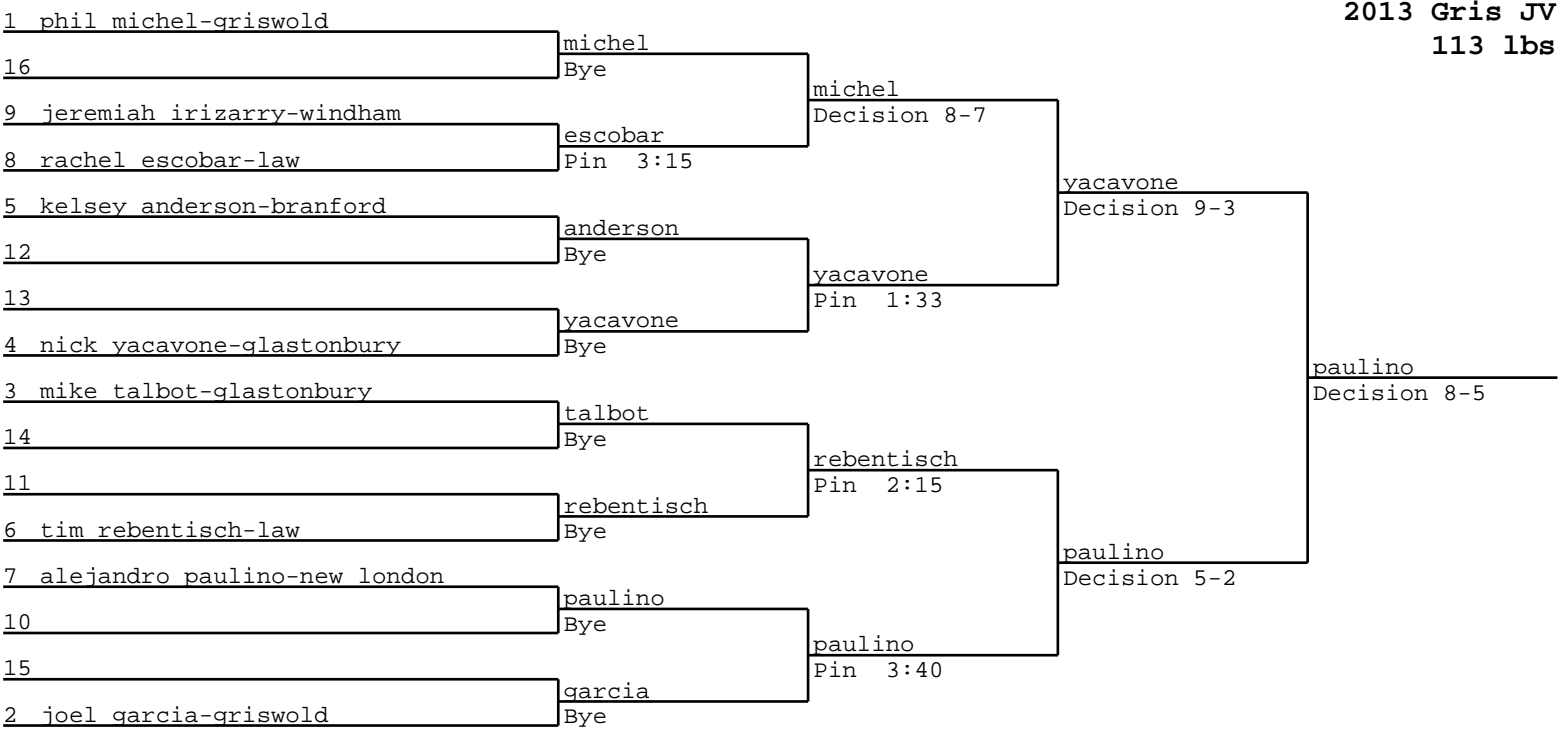 2013 Gris JV
113 lbs
1 phil michel-griswold
16
9 jeremiah irizarry-windham
8 rachel escobar-law
5 kelsey anderson-branford
12
13
4 nick yacavone-glastonbury
3 mike talbot-glastonbury
14
11
6 tim rebentisch-law
7 alejandro paulino-new london
10
15
2 joel garcia-griswold
michel
Bye
escobar
Pin 3:15
anderson
Bye
yacavone
Bye
talbot
Bye
rebentisch
Bye
paulino
Bye
garcia
Bye
michel
Decision 8-7
yacavone
Pin 1:33
rebentisch
Pin 2:15
paulino
Pin 3:40
yacavone
Decision 9-3
paulino
Decision 5-2
paulino
Decision 8-5